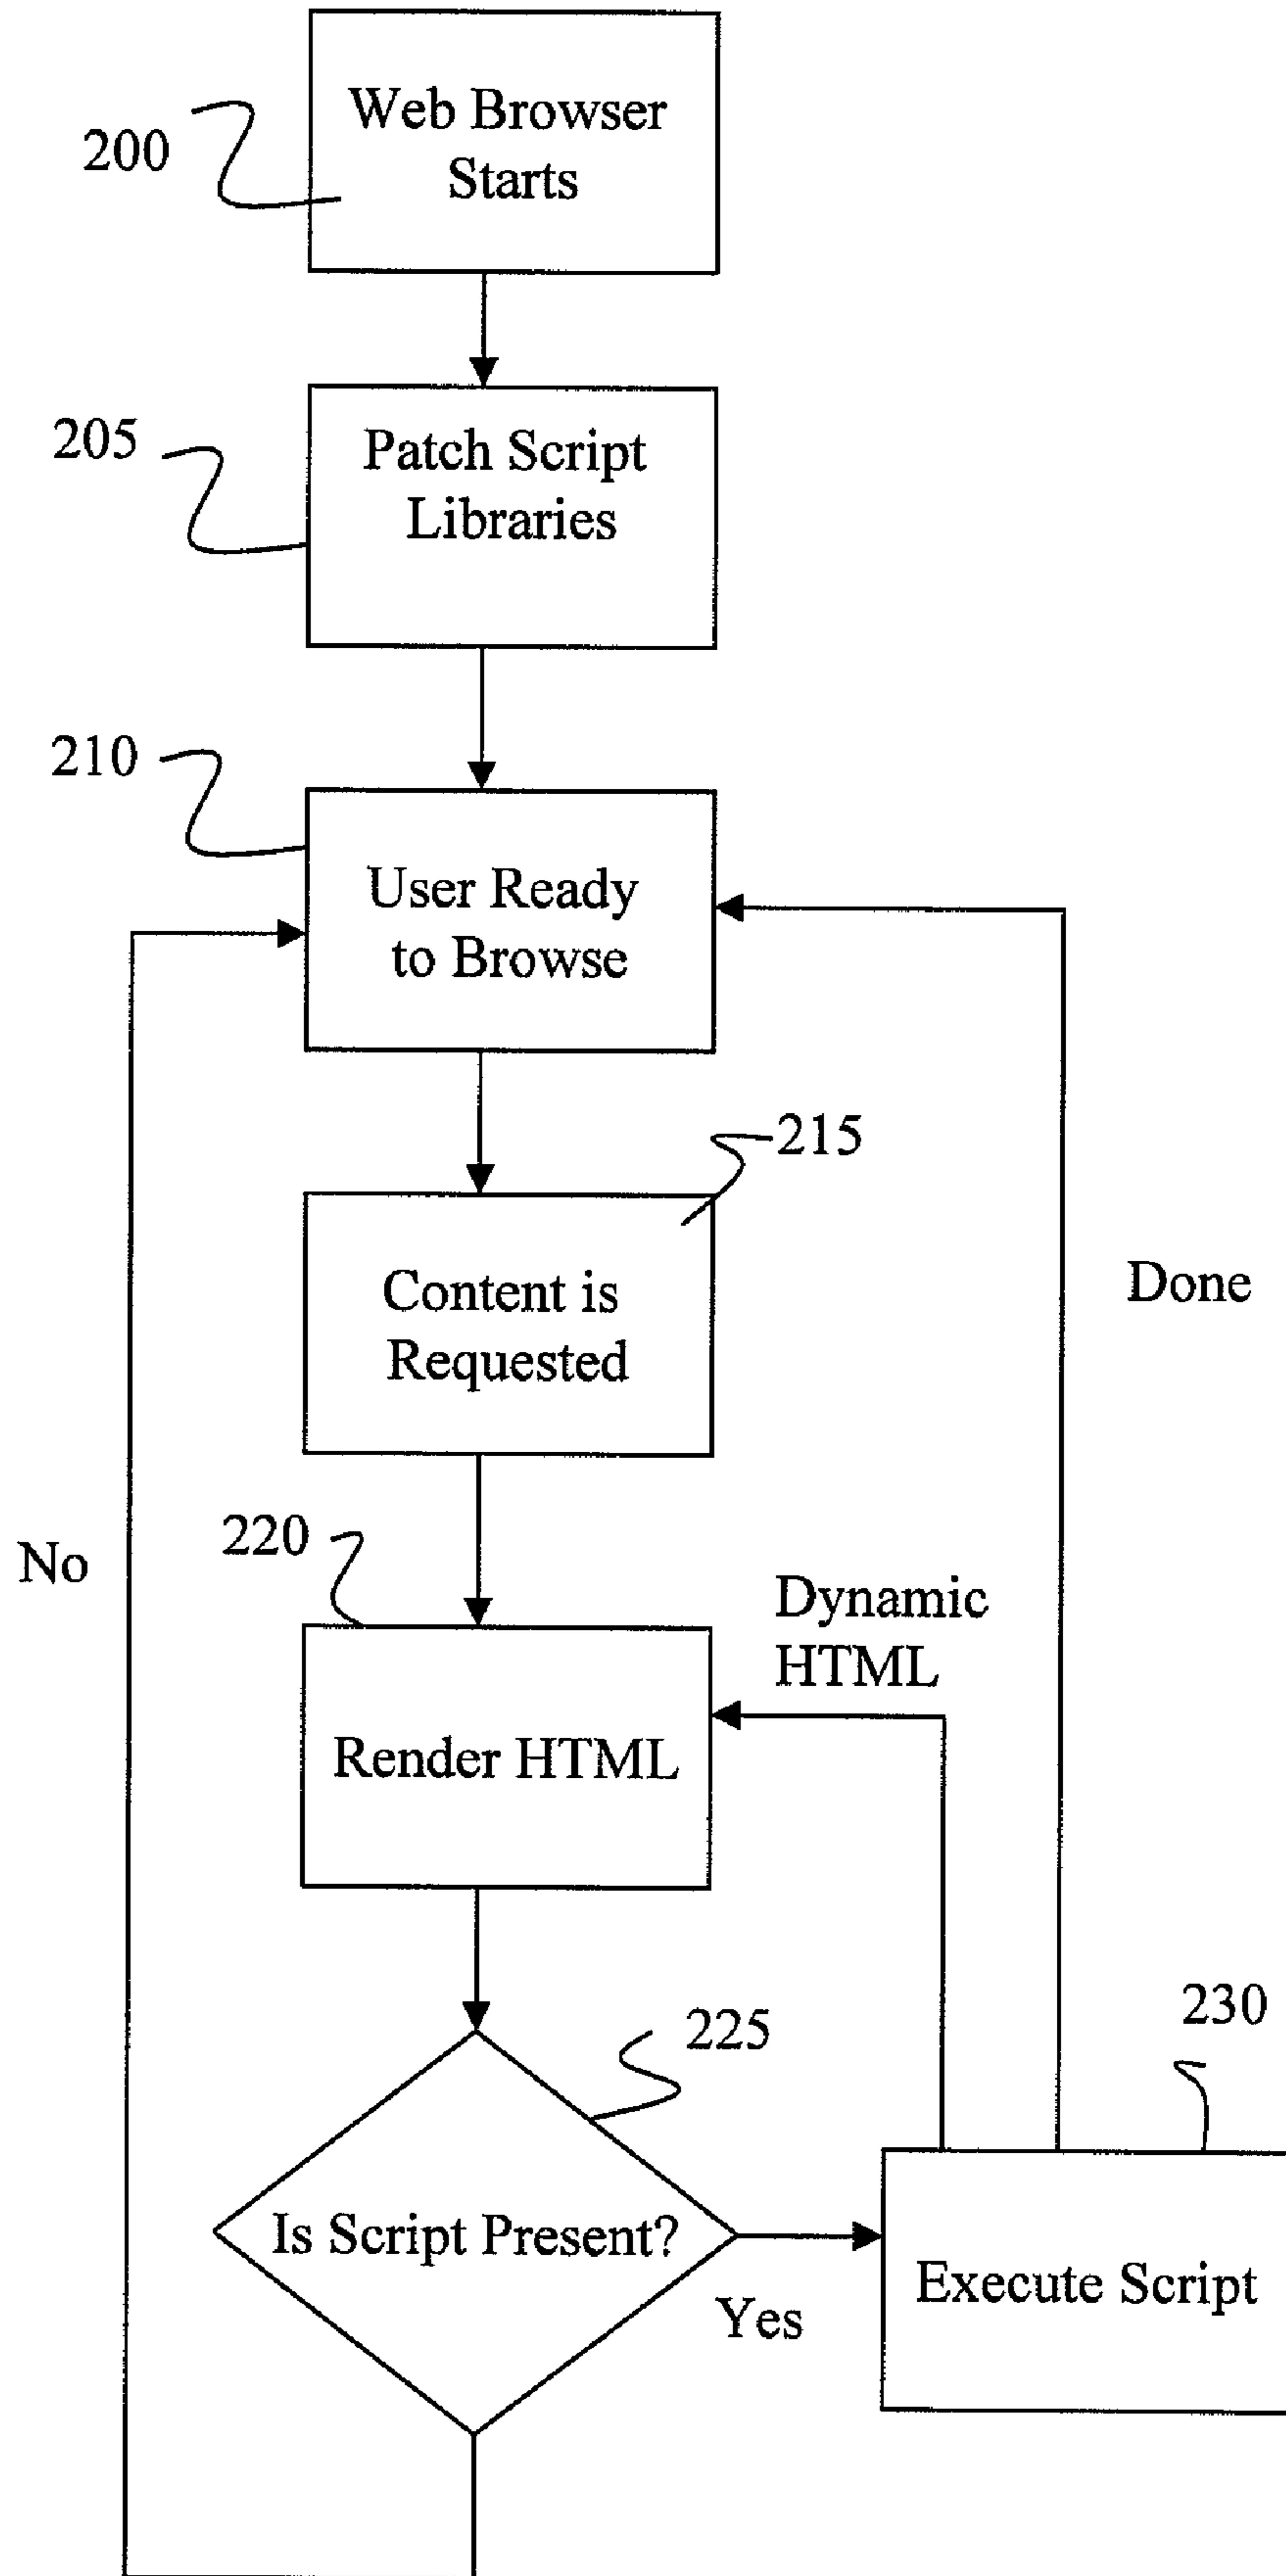 Web Browser
Starts
200
205
Patch Script
Libraries
210
User Ready
to Browse
215
Content is
Requested
Done
No
220
Dynamic
HTML
Render HTML
225
230
Is Script Present?
Yes
Execute Script